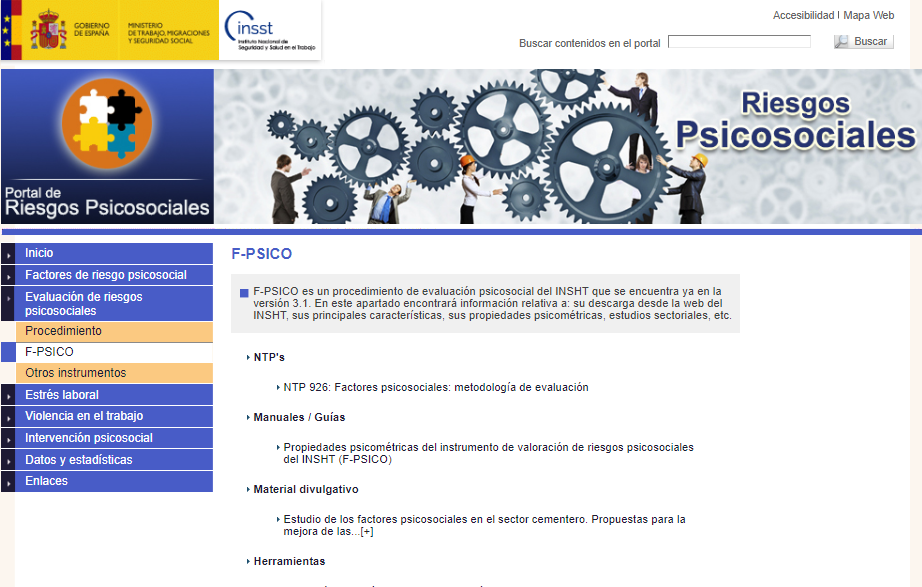 GOBIERNO
DE ESPAÑA
MINISTERIO
DE TRABAJO, MIGRACIONES
Y SEGURIDAD SOCIAL
insst
Instituto Nacional de
Seguridad y Salud en el Trabajo
Accesibilidad | Mapa Web
Buscar contenidos en el portal
Buscar
Portal de
Riesgos Psicosociales
Riesgos
Psicosociales
Inicio
Factores de riesgo psicosocial
Evaluación de riesgos
psicosociales
Procedimiento
F-PSICO
Otros instrumentos
Estrés laboral
Violencia en el trabajo
Intervención psicosocial
Datos y estadísticas
Enlaces
F-PSICO
F-PSICO es un procedimiento de evaluación psicosocial del INSHT que se encuentra ya en la
versión 3.1. En este apartado encontrará información relativa a: su descarga desde la web del
INSHT, sus principales características, sus propiedades psicométricas, estudios sectoriales, etc.
NTP's
NTP 926: Factores psicosociales: metodología de evaluación
Manuales / Guías
Propiedades psicométricas del instrumento de valoración de riesgos psicosociales
del INSHT (F-PSICO)
Material divulgativo
Estudio de los factores psicosociales en el sector cementero. Propuestas para la
mejora de las...[+]
Herramientas